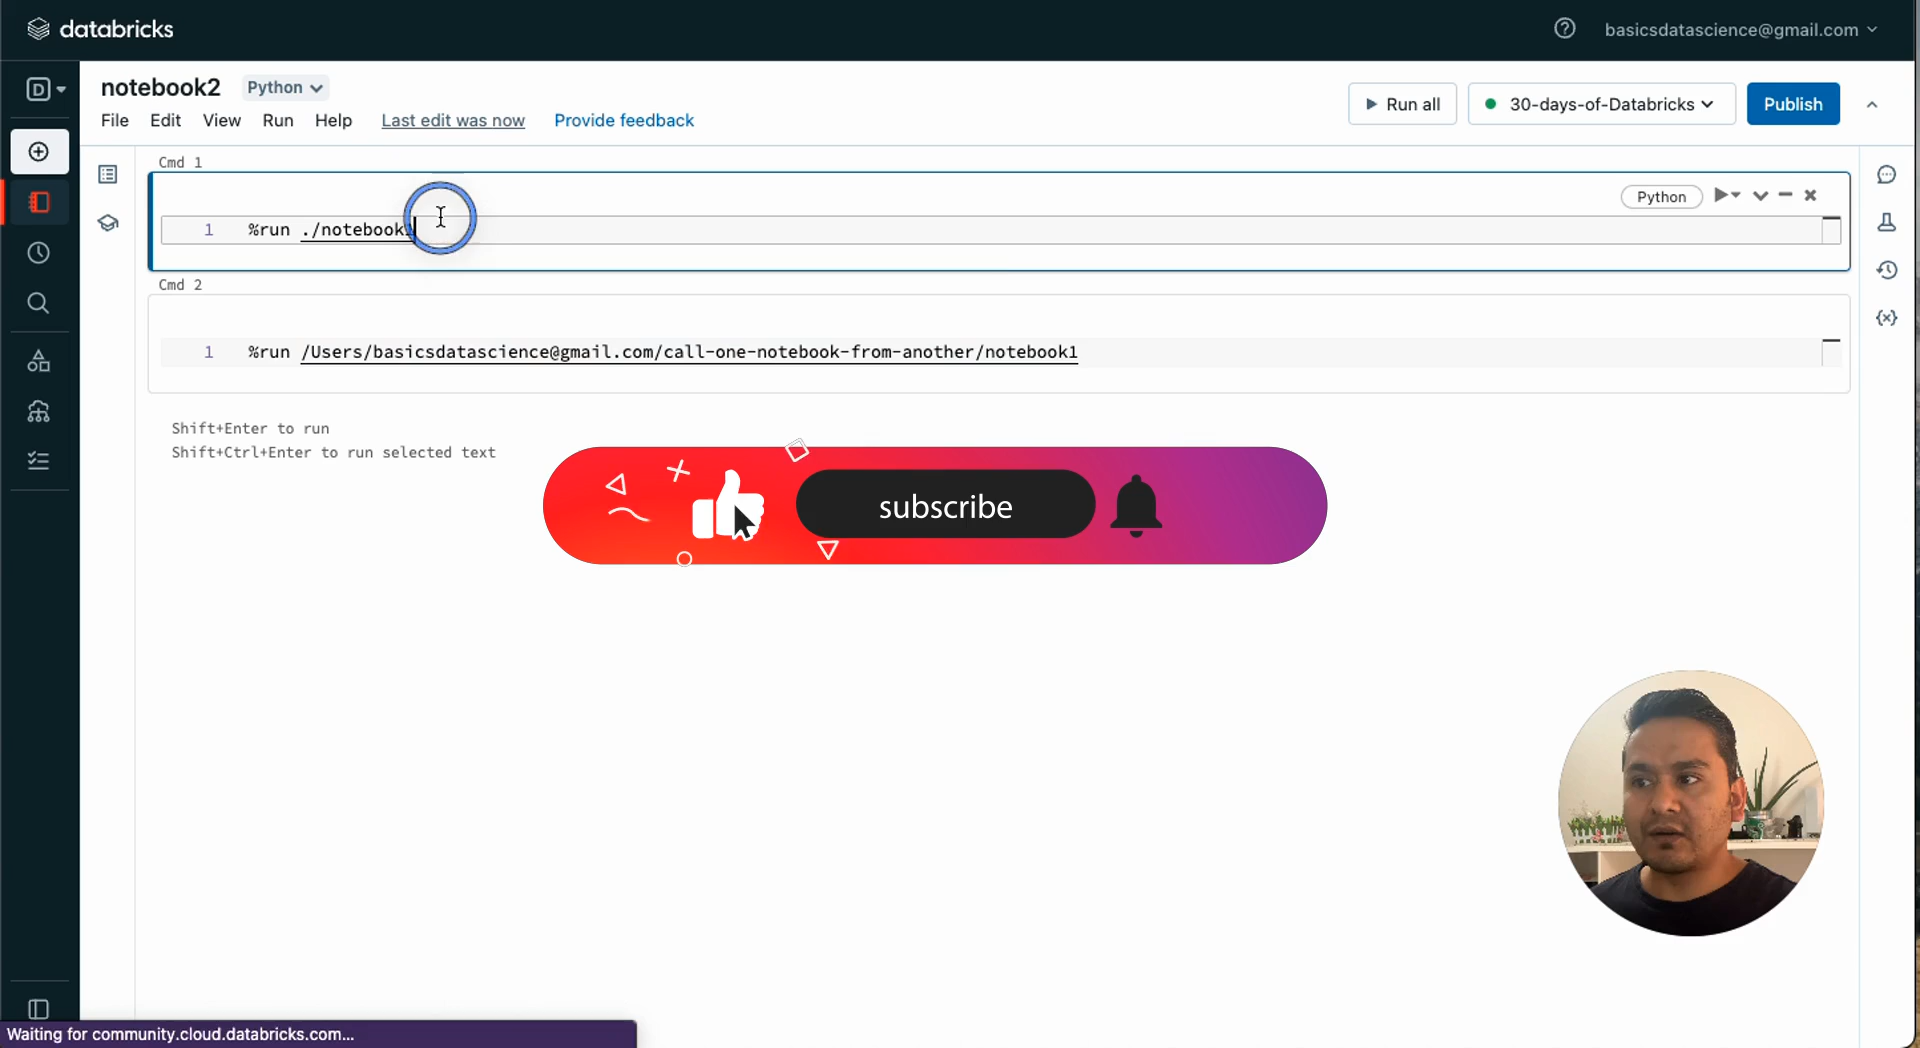 databricks
basicsdatascience@gmail.com
D
notebook2 Python
Run all 30-days-of-Databricks Publish
File Edit View Run Help Last edit was now Provide feedback
Cmd 1
Python
1 %run ./notebook1
Cmd 2
1 %run /Users/basicsdatascience@gmail.com/call-one-notebook-from-another/notebook1
Shift+Enter to run
Shift+Ctrl+Enter to run selected text
subscribe
Waiting for community.cloud.databricks.com...